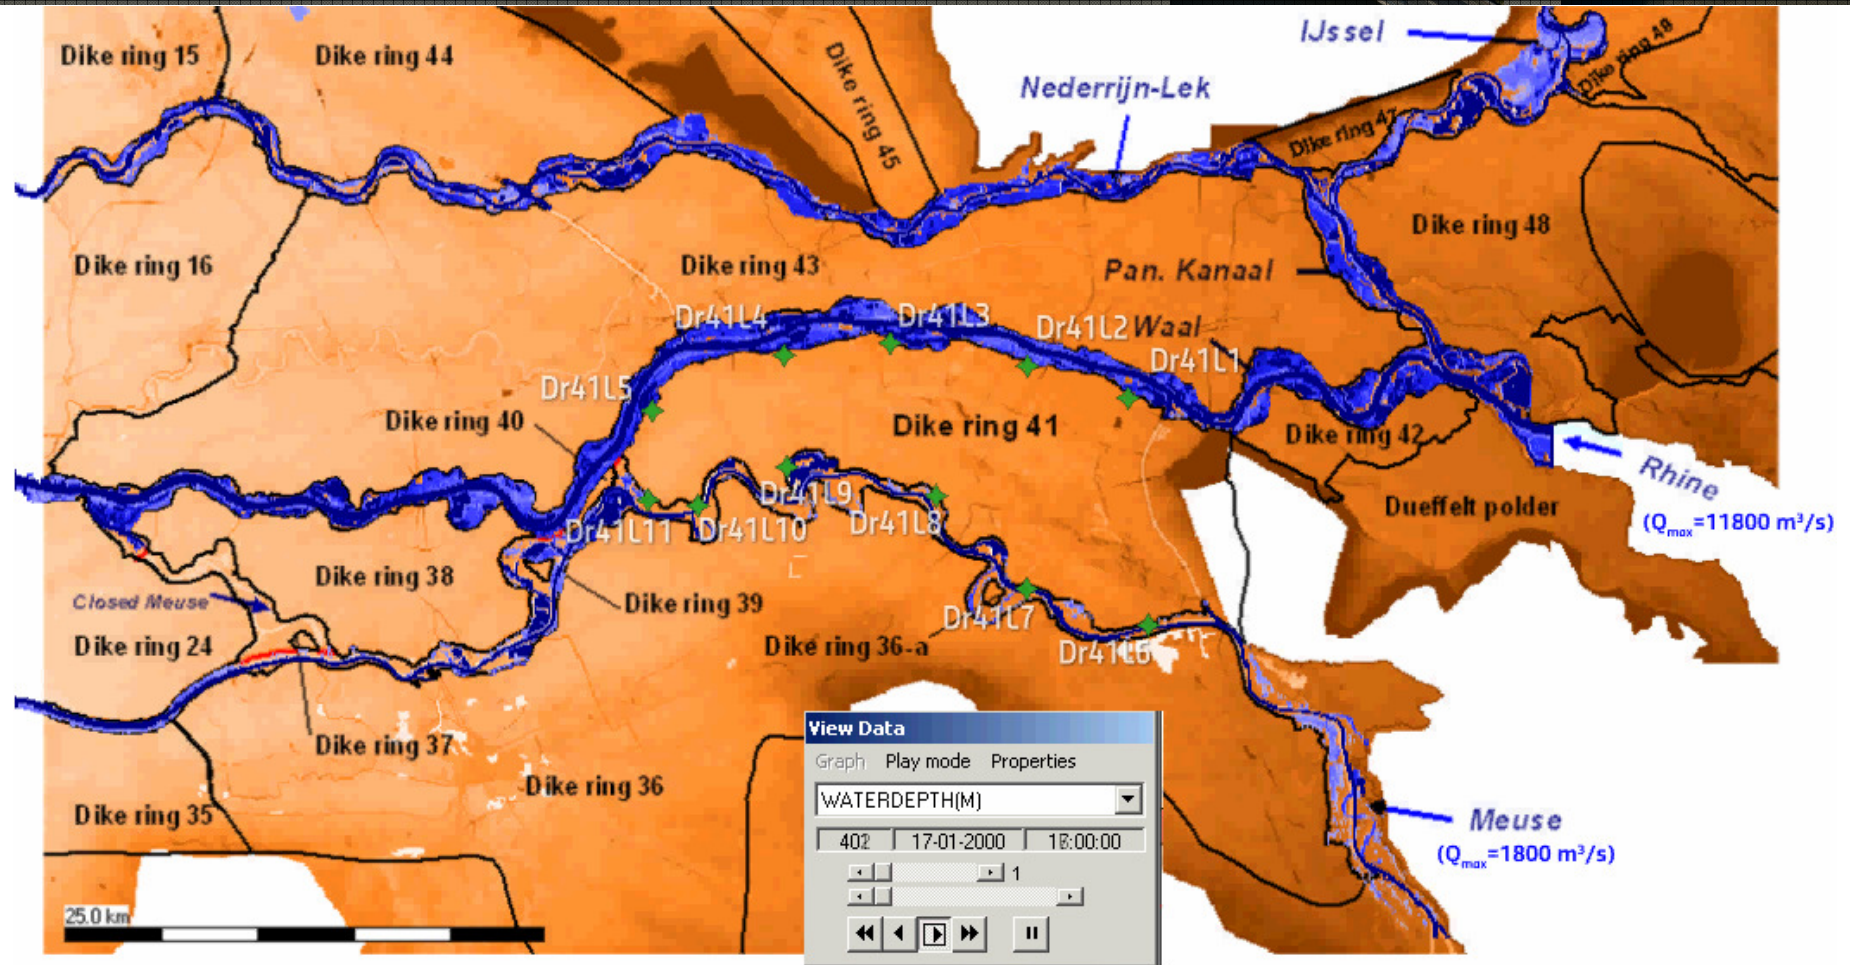 IJssel
Dike ring 15
Dike ring 44
Dike ring 45
Dike ring 48
Nederrijn-Lek
Dike ring 47
Dike ring 48
Dike ring 16
Dike ring 43
Pan. Kanaal
Dr41L4
Dr41L3
Dr41L2
Waal
Dr41L1
Dr41L5
Dike ring 40
Dike ring 41
Dike ring 42
Rhine
(Qmax=11800 m³/s)
Dueffelt polder
Dr41L9
Dr41L11
Dr41L10
Dr41L8
Dike ring 38
Closed Meuse
Dike ring 39
Dr41L7
Dike ring 24
Dike ring 36-a
Dr41L6
Dike ring 37
Dike ring 36
Dike ring 35
View Data
Graph Play mode Properties
WATERDEPTH(M)
17-01-2000
1
Meuse
(Qmax=1800 m³/s)
25.0 km